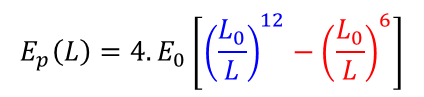 E_p(L) = 4. E_0 [(L_0/L)^12 − (L_0/L)^6]